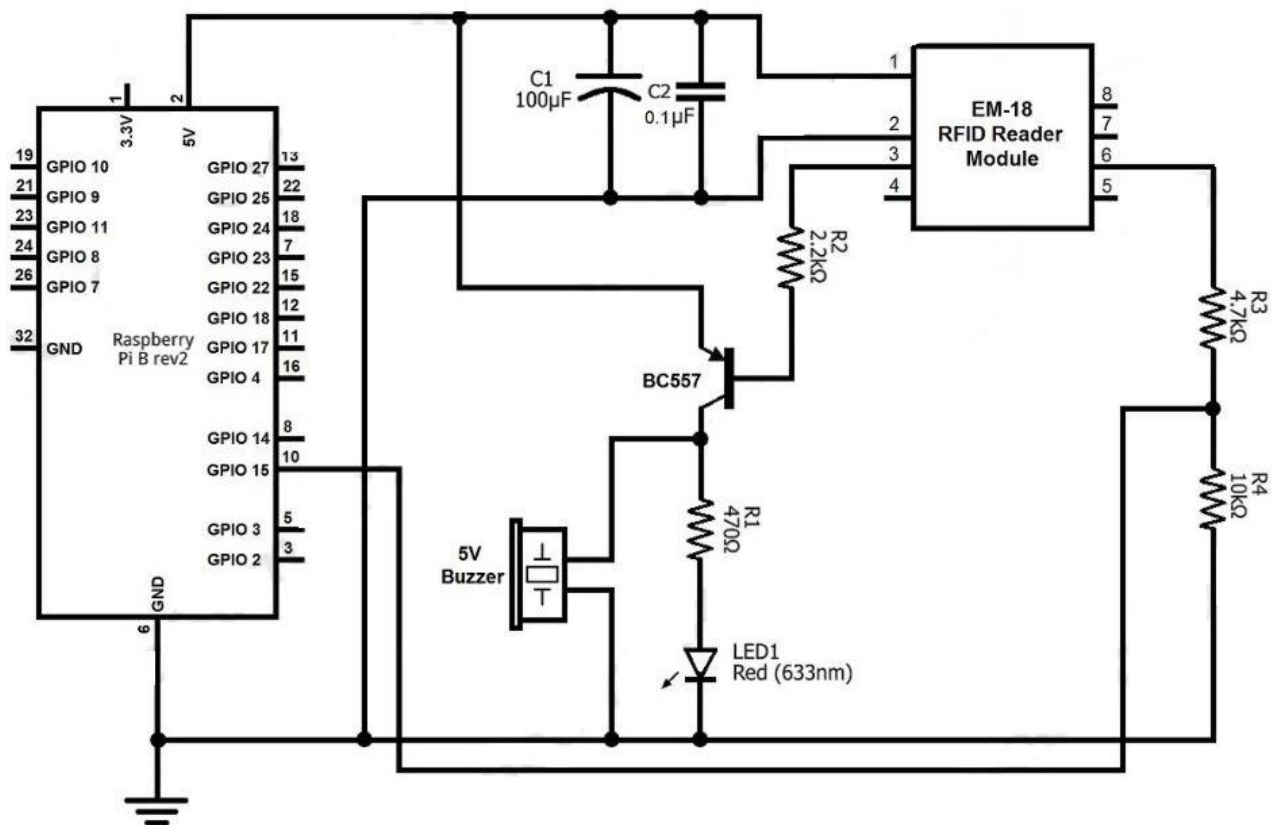 1
3.3V
2
5V
19 GPIO 10
21 GPIO 9
23 GPIO 11
24 GPIO 8
26 GPIO 7
32 GND
Raspberry
Pi B rev2
GPIO 27 13
GPIO 25 22
GPIO 24 18
GPIO 23 7
GPIO 22 15
GPIO 18 12
GPIO 17 11
GPIO 4 16
GPIO 14 8
GPIO 15 10
GPIO 3 5
GPIO 2 3
GND
6
C1
100µF
C2
0.1µF
1
2
3
4
EM-18
RFID Reader
Module
8
7
6
5
R2
2.2kΩ
R3
4.7kΩ
BC557
R4
10kΩ
R1
470Ω
5V
Buzzer
LED1
Red (633nm)